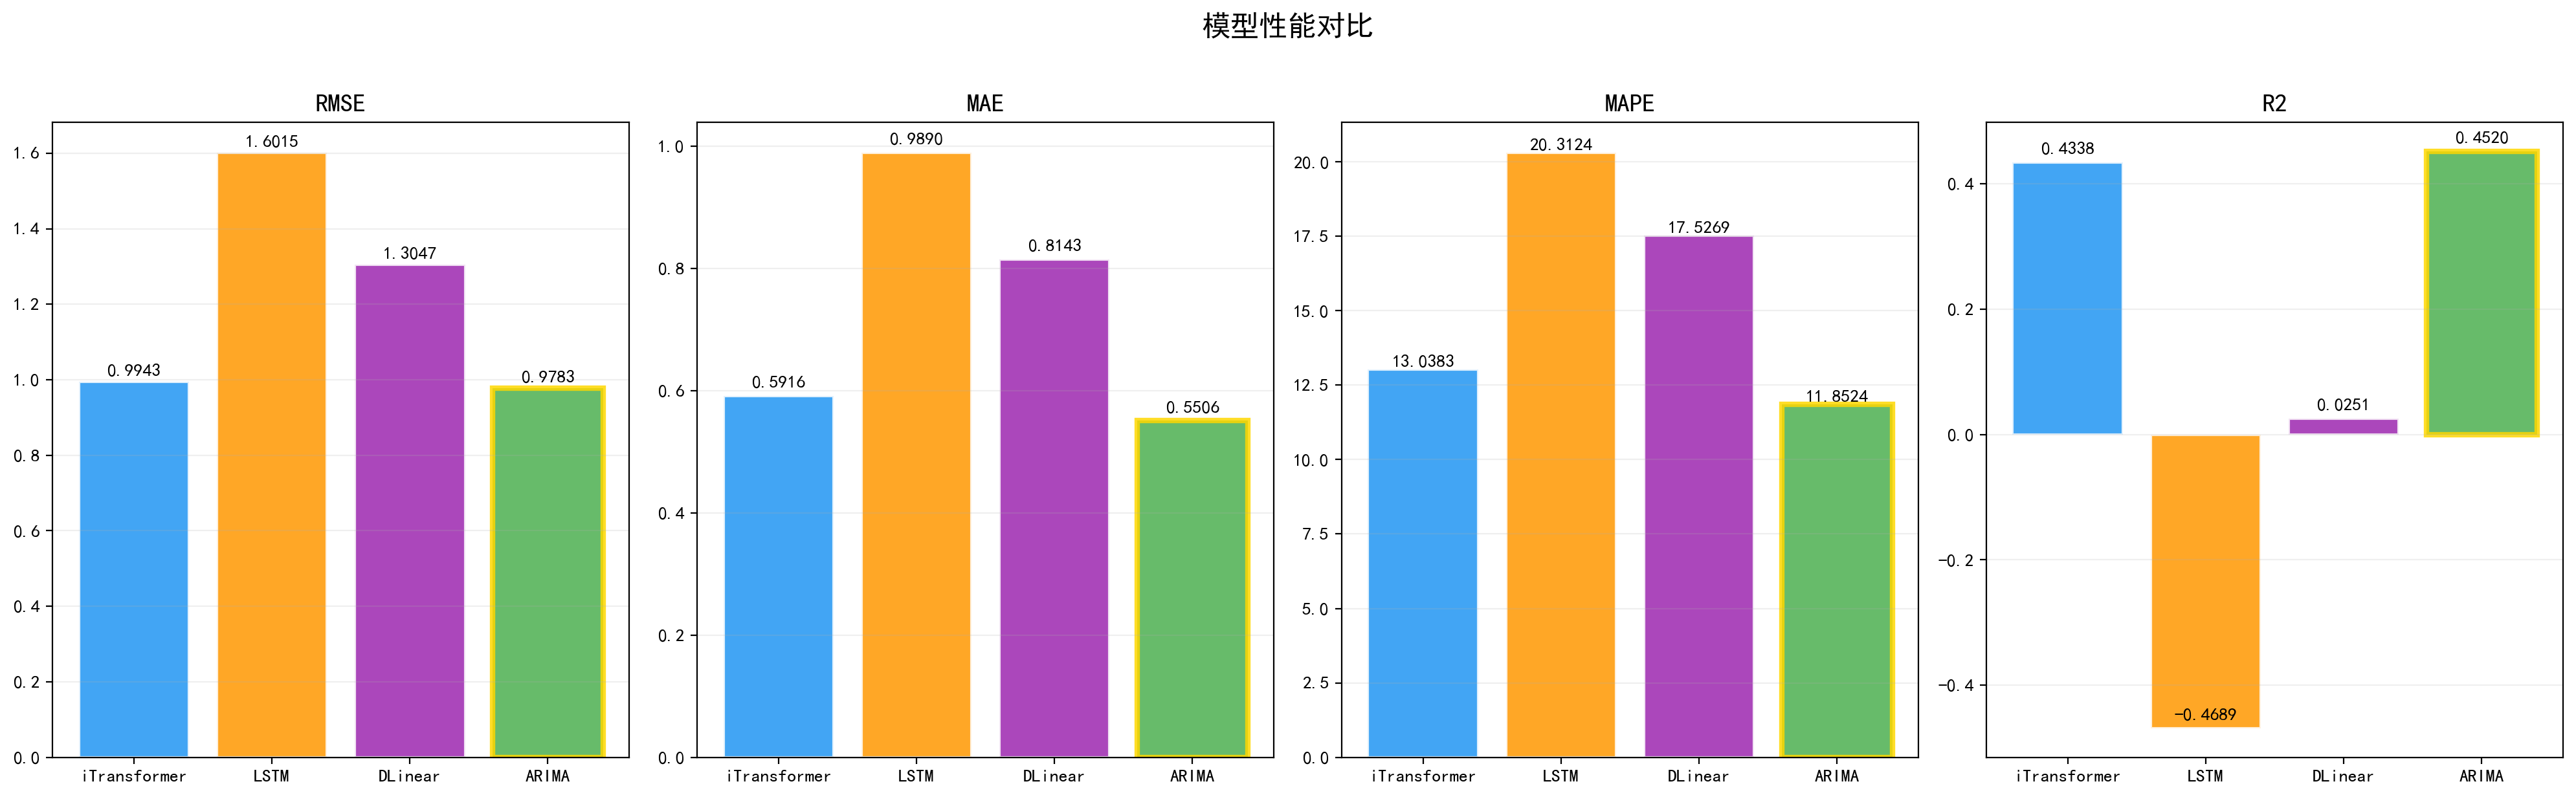 模型性能对比
RMSE
1.6
1.4
1.2
1.0
0.8
0.6
0.4
0.2
0.0
0.9943
1.6015
1.3047
0.9783
iTransformer
LSTM
DLinear
ARIMA
MAE
1.0
0.8
0.6
0.4
0.2
0.0
0.5916
0.9890
0.8143
0.5506
iTransformer
LSTM
DLinear
ARIMA
MAPE
20.0
17.5
15.0
12.5
10.0
7.5
5.0
2.5
0.0
13.0383
20.3124
17.5269
11.8524
iTransformer
LSTM
DLinear
ARIMA
R2
0.4
0.2
0.0
−0.2
−0.4
0.4338
−0.4689
0.0251
0.4520
iTransformer
LSTM
DLinear
ARIMA